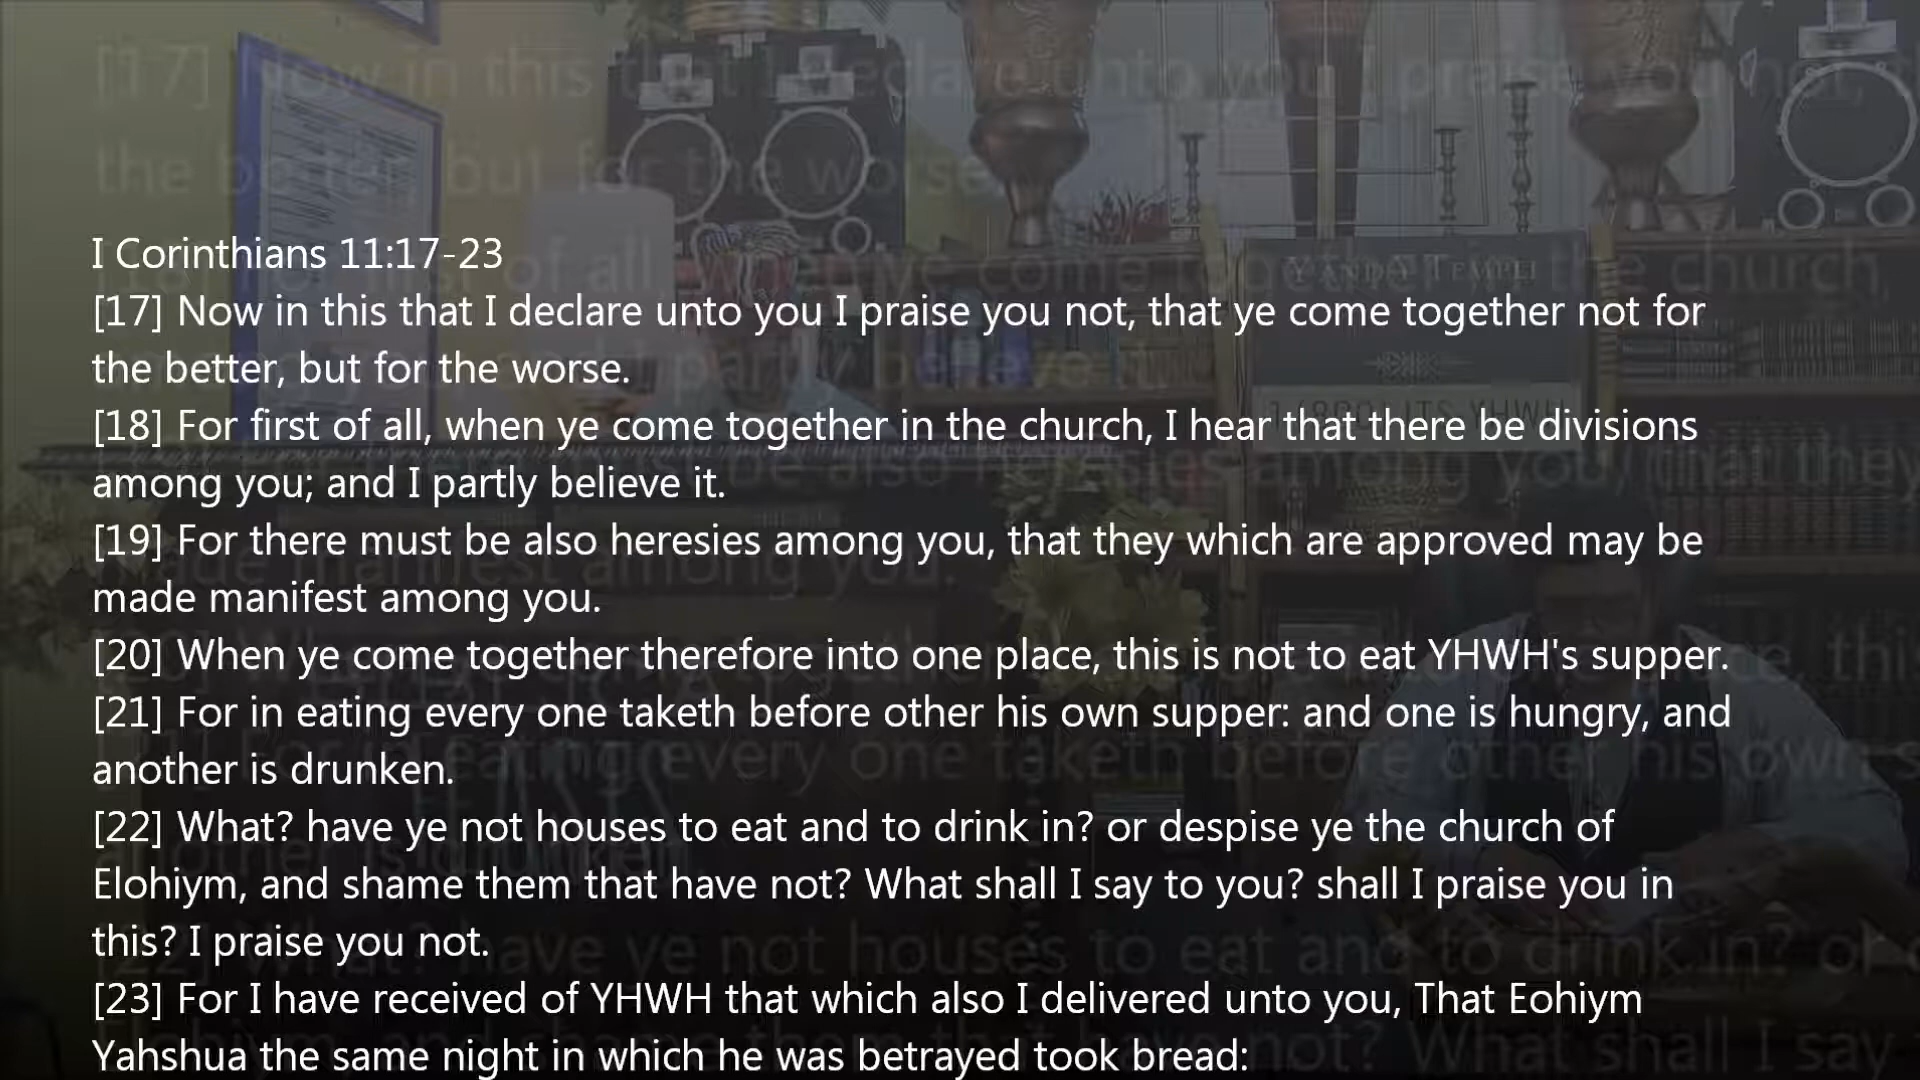 I Corinthians 11:17-23
[17] Now in this that I declare unto you I praise you not, that ye come together not for
the better, but for the worse.
[18] For first of all, when ye come together in the church, I hear that there be divisions
among you; and I partly believe it.
[19] For there must be also heresies among you, that they which are approved may be
made manifest among you.
[20] When ye come together therefore into one place, this is not to eat YHWH's supper.
[21] For in eating every one taketh before other his own supper: and one is hungry, and
another is drunken.
[22] What? have ye not houses to eat and to drink in? or despise ye the church of
Elohiym, and shame them that have not? What shall I say to you? shall I praise you in
this? I praise you not.
[23] For I have received of YHWH that which also I delivered unto you, That Eohiym
Yahshua the same night in which he was betrayed took bread: